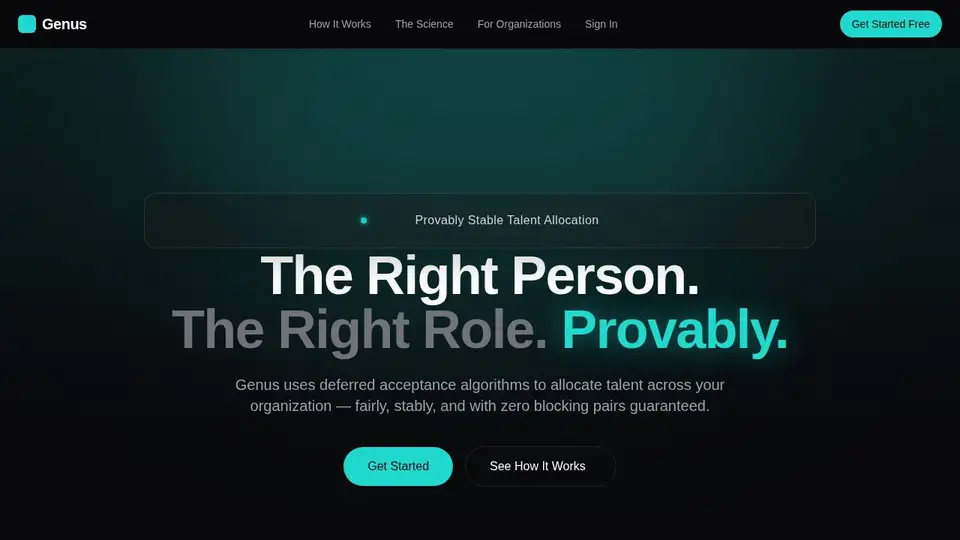 Genus
How It Works
The Science
For Organizations
Sign In
Get Started Free
Provably Stable Talent Allocation
The Right Person.
The Right Role. Provably.
Genus uses deferred acceptance algorithms to allocate talent across your
organization — fairly, stably, and with zero blocking pairs guaranteed.
Get Started
See How It Works